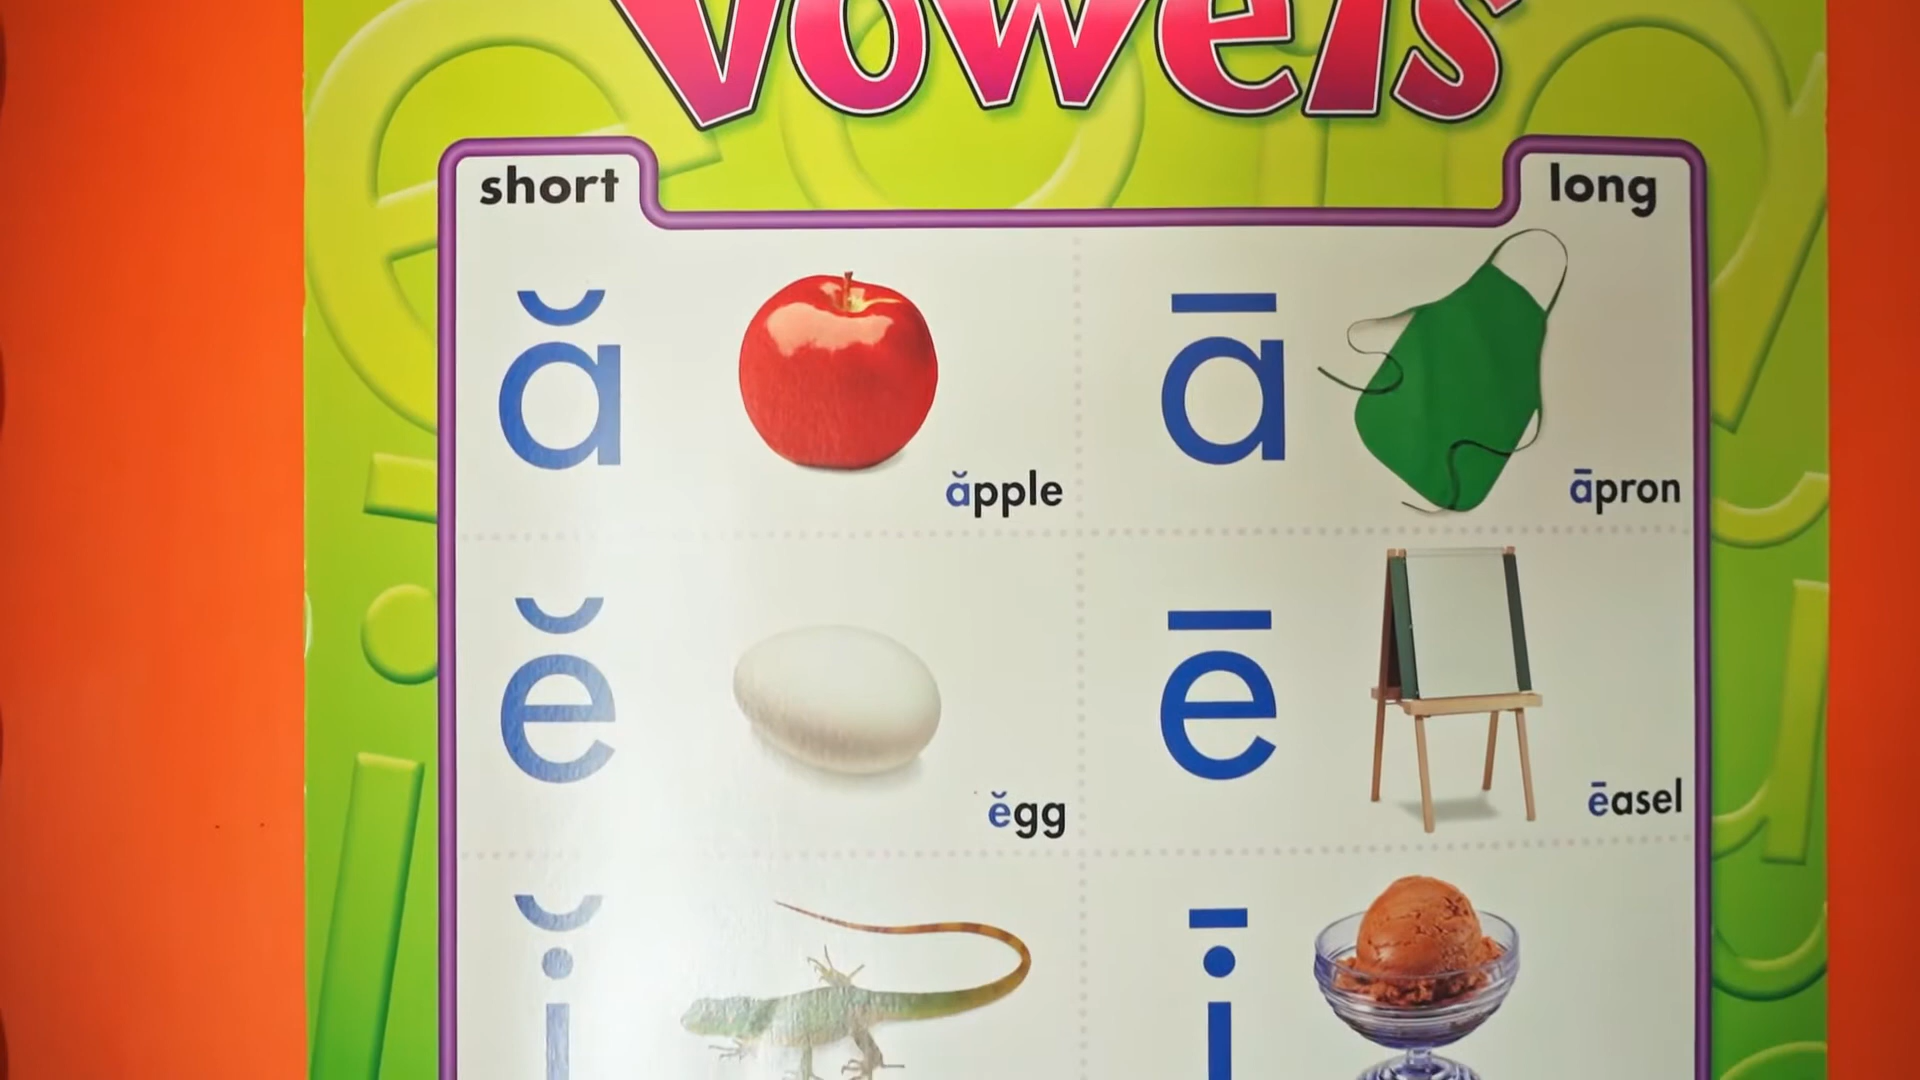 Vowels
short
long
ă
ā
ăpple
āpron
ĕ
ē
ĕgg
ēasel
ĭ
ī